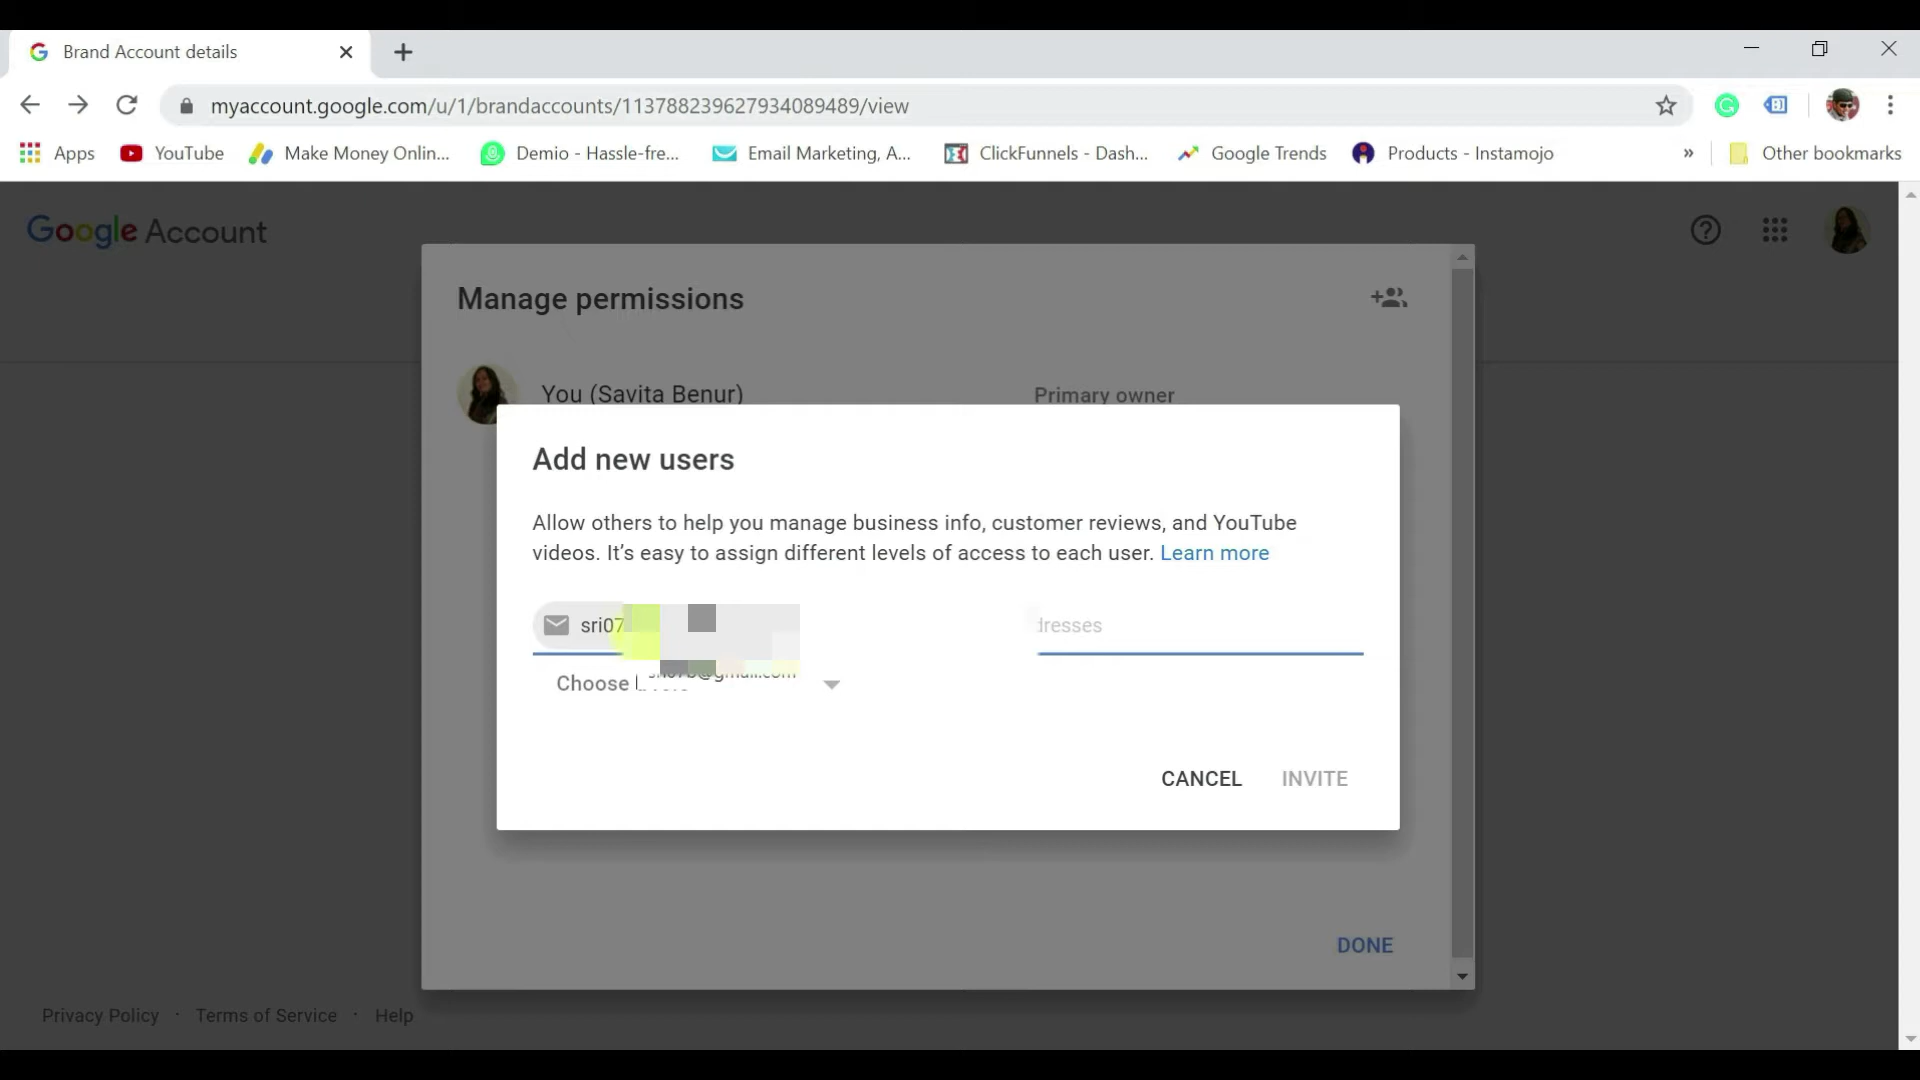 Brand Account details
myaccount.google.com/u/1/brandaccounts/113788239627934089489/view
Apps YouTube Make Money Onlin... Demio - Hassle-fre... Email Marketing, A... ClickFunnels - Dash... Google Trends Products - Instamojo » Other bookmarks
Google Account
Manage permissions
You (Savita Benur) Primary owner
Add new users
Allow others to help you manage business info, customer reviews, and YouTube
videos. It's easy to assign different levels of access to each user. Learn more
sri07 dresses
Choose
CANCEL INVITE
DONE
Privacy Policy · Terms of Service · Help